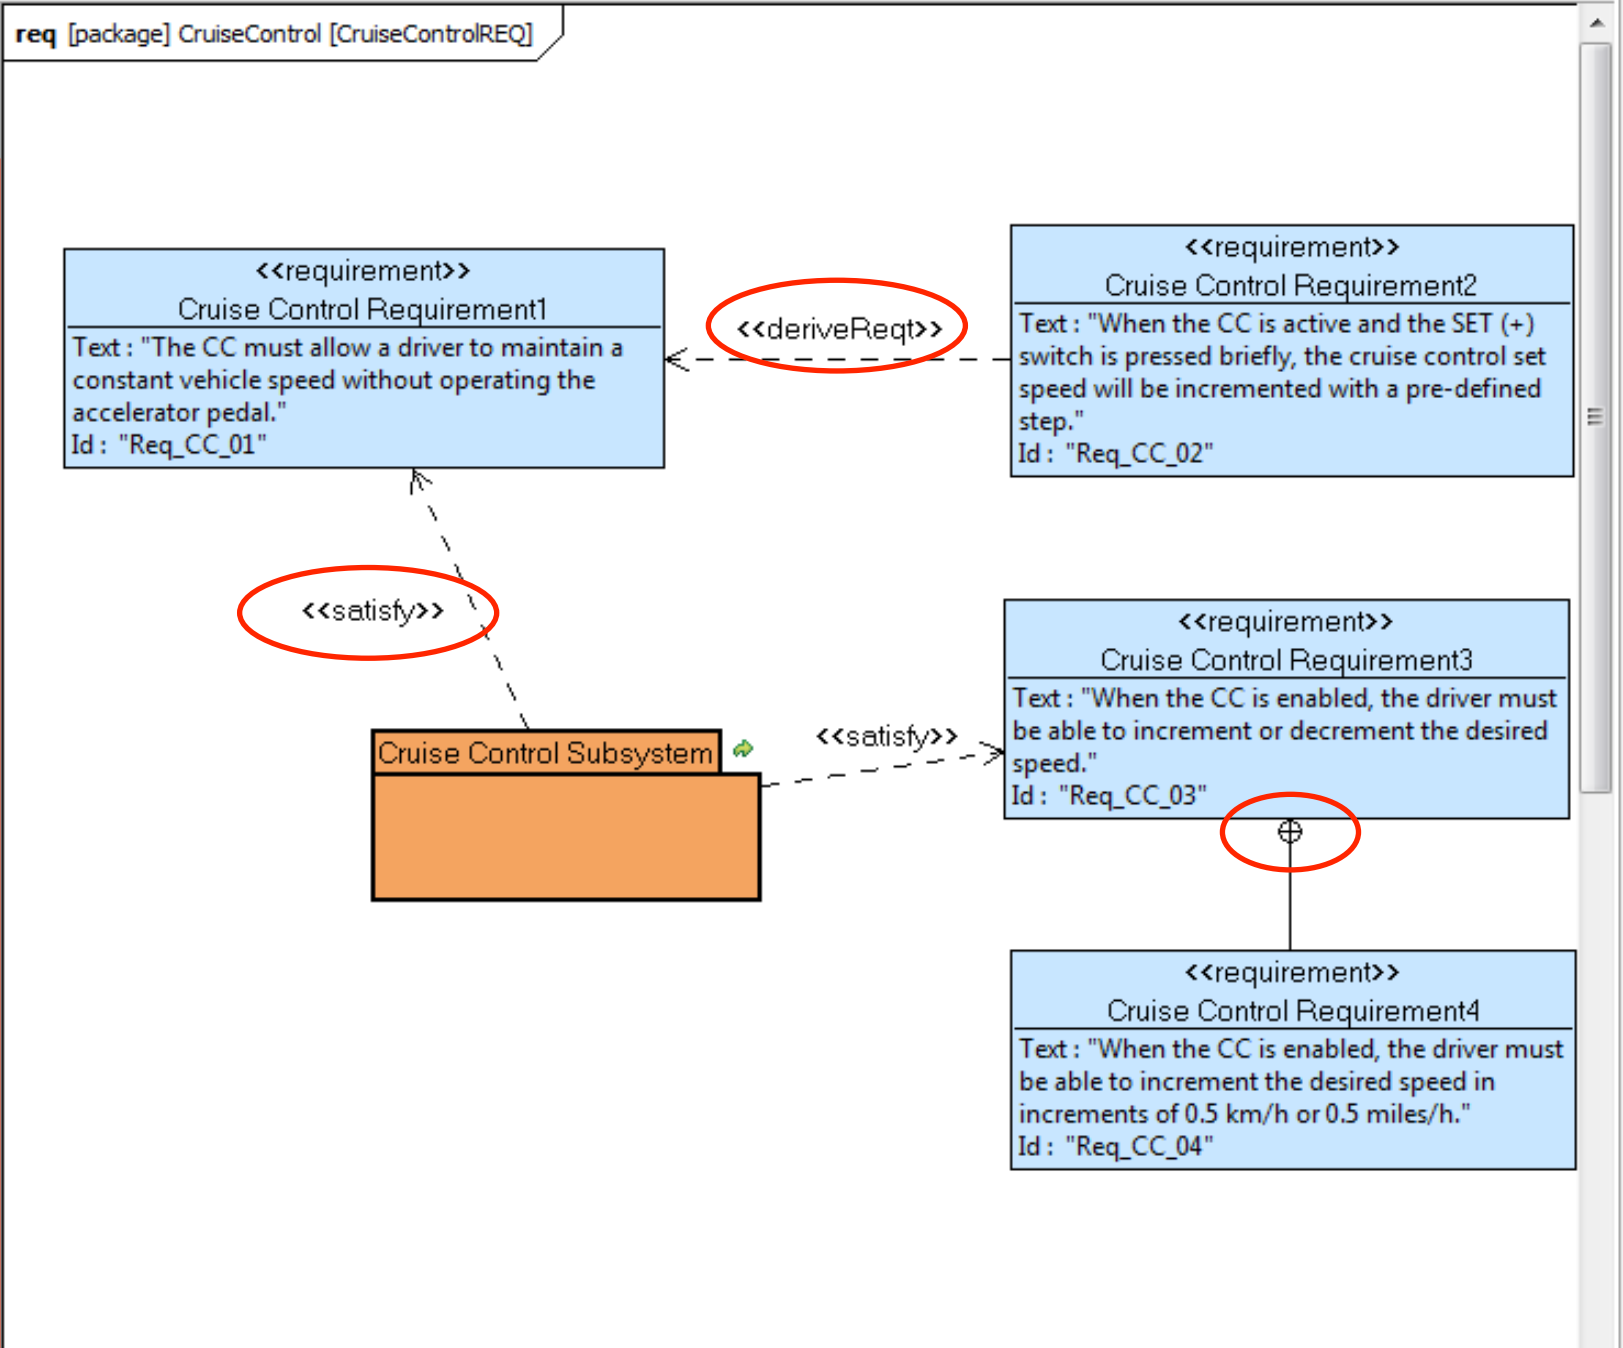 req [package] CruiseControl [CruiseControlREQ]
<<requirement>>
Cruise Control Requirement1
Text : "The CC must allow a driver to maintain a
constant vehicle speed without operating the
accelerator pedal."
Id : "Req_CC_01"
<<deriveReqt>>
<<requirement>>
Cruise Control Requirement2
Text : "When the CC is active and the SET (+)
switch is pressed briefly, the cruise control set
speed will be incremented with a pre-defined
step."
Id : "Req_CC_02"
<<satisfy>>
Cruise Control Subsystem
<<satisfy>>
<<requirement>>
Cruise Control Requirement3
Text : "When the CC is enabled, the driver must
be able to increment or decrement the desired
speed."
Id : "Req_CC_03"
<<requirement>>
Cruise Control Requirement4
Text : "When the CC is enabled, the driver must
be able to increment the desired speed in
increments of 0.5 km/h or 0.5 miles/h."
Id : "Req_CC_04"